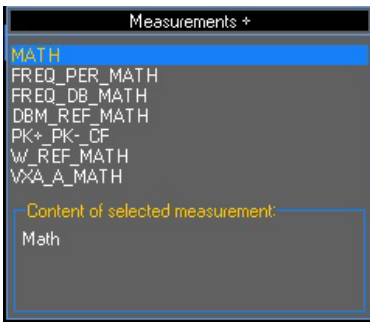 Measurements +
MATH
FREQ_PER_MATH
FREQ_DB_MATH
DBM_REF_MATH
PK+_PK-_CF
W_REF_MATH
VXA_A_MATH
Content of selected measurement:
Math